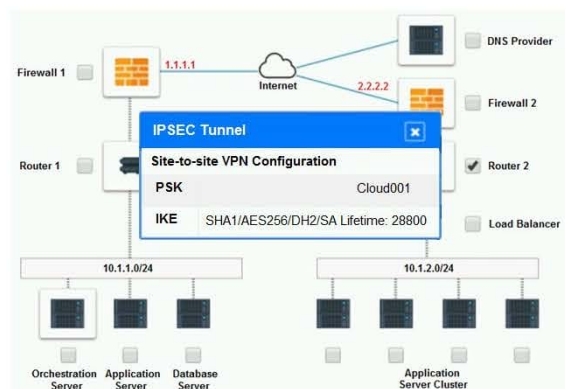 DNS Provider
1.1.1.1
Firewall 1
Internet
2.2.2.2
Firewall 2
IPSEC Tunnel
Site-to-site VPN Configuration
Router 1
Router 2
PSK Cloud001
IKE SHA1/AES256/DH2/SA Lifetime: 28800
Load Balancer
10.1.1.0/24
10.1.2.0/24
Orchestration Server
Application Server
Database Server
Application
Server Cluster